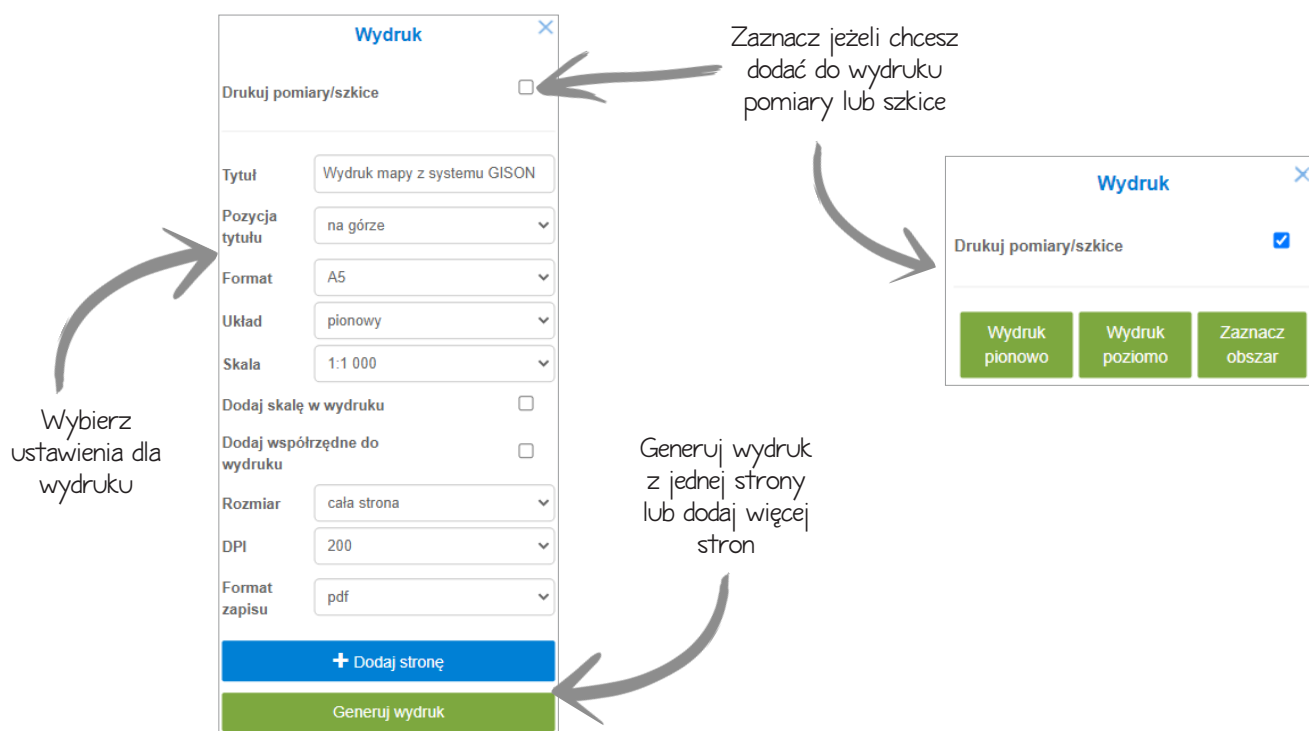 Wydruk
Drukuj pomiary/szkice
Tytuł
Wydruk mapy z systemu GISON
Pozycja
tytułu
na górze
Format
A5
Układ
pionowy
Skala
1:1 000
Dodaj skalę w wydruku
Dodaj współrzędne do
wydruku
Rozmiar
cała strona
DPI
200
Format
zapisu
pdf
+ Dodaj stronę
Generuj wydruk
Wybierz
ustawienia dla
wydruku
Zaznacz jeżeli chcesz
dodać do wydruku
pomiary lub szkice
Generuj wydruk
z jednej strony
lub dodaj więcej
stron
Wydruk
Drukuj pomiary/szkice
Wydruk
pionowo
Wydruk
poziomo
Zaznacz
obszar